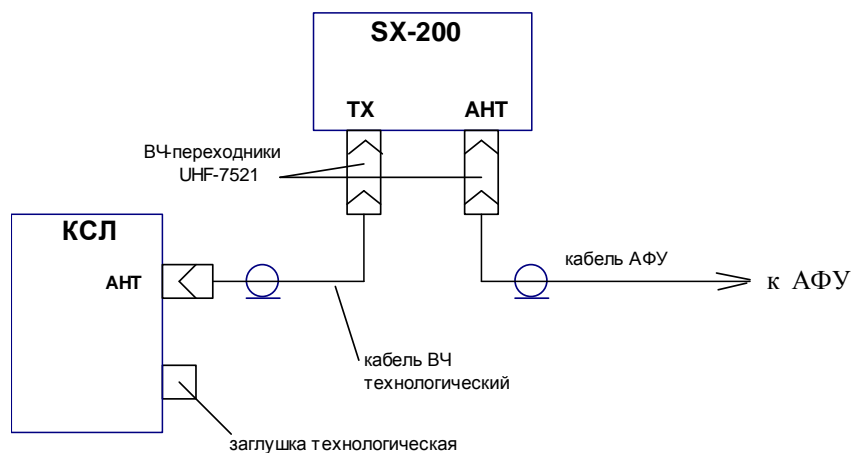 SX-200
TX АНТ
ВЧ-переходники
UHF-7521
КСЛ
АНТ
кабель АФУ
к АФУ
кабель ВЧ
технологический
заглушка технологическая